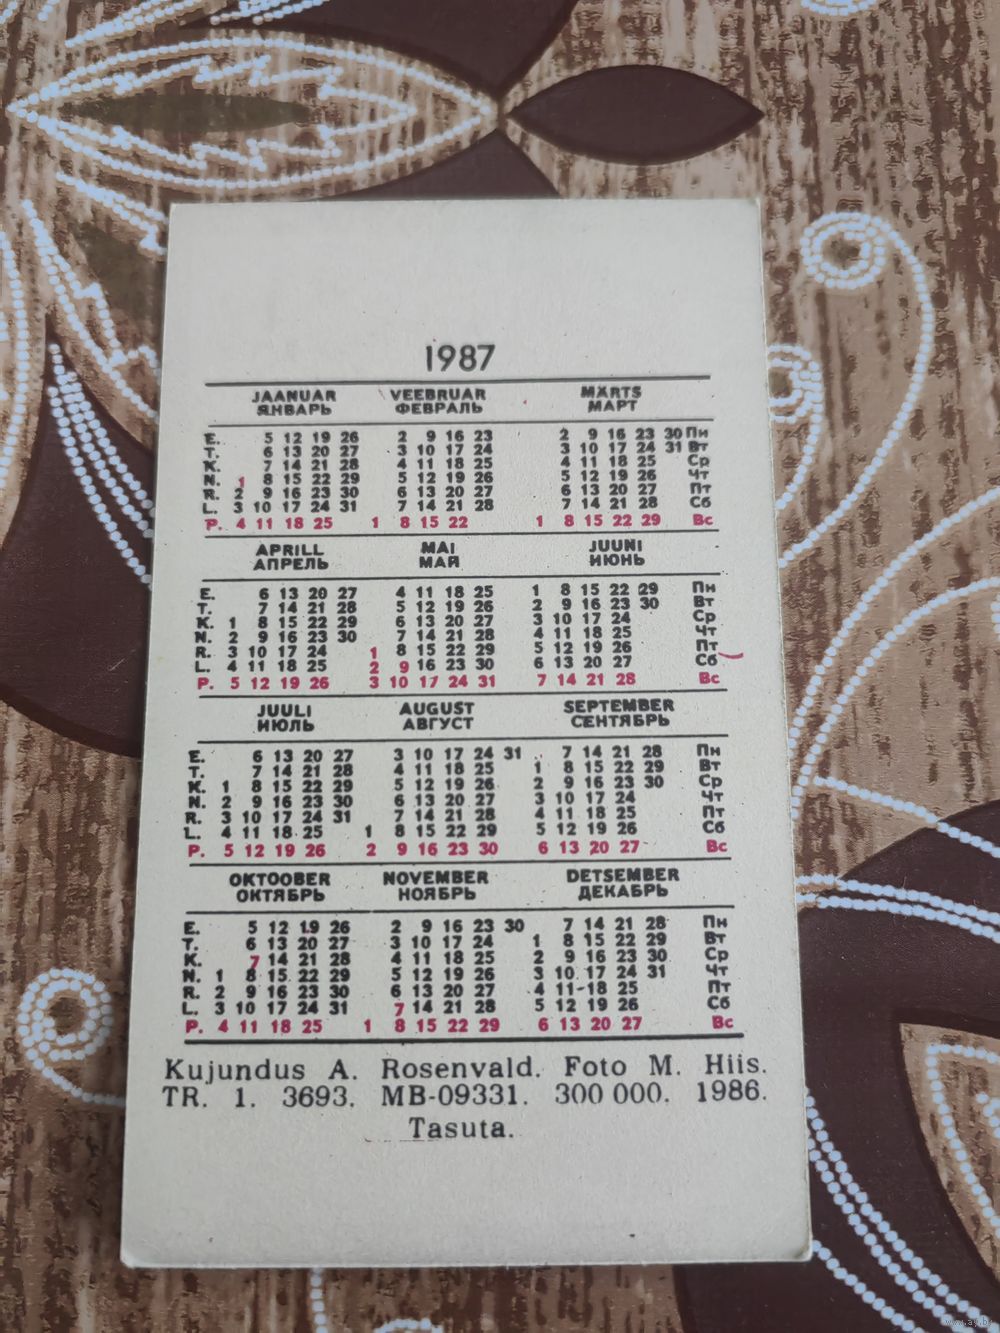 1987
JAANUAR VEEBRUAR MÄRTS
ЯНВАРЬ ФЕВРАЛЬ МАРТ
E. 5 12 19 26 2 9 16 23 2 9 16 23 30 Пн
T. 6 13 20 27 3 10 17 24 3 10 17 24 31 Вт
K. 7 14 21 28 4 11 18 25 4 11 18 25 Ср
N. 1 8 15 22 29 5 12 19 26 5 12 19 26 Чт
R. 2 9 16 23 30 6 13 20 27 6 13 20 27 Пт
L. 3 10 17 24 31 7 14 21 28 7 14 21 28 Сб
P. 4 11 18 25 1 8 15 22 1 8 15 22 29 Вс
APRILL MAI JUUNI
АПРЕЛЬ МАЙ ИЮНЬ
E. 6 13 20 27 4 11 18 25 1 8 15 22 29 Пн
T. 7 14 21 28 5 12 19 26 2 9 16 23 30 Вт
K. 1 8 15 22 29 6 13 20 27 3 10 17 24 Ср
N. 2 9 16 23 30 7 14 21 28 4 11 18 25 Чт
R. 3 10 17 24 1 8 15 22 29 5 12 19 26 Пт
L. 4 11 18 25 2 9 16 23 30 6 13 20 27 Сб
P. 5 12 19 26 3 10 17 24 31 7 14 21 28 Вс
JUULI AUGUST SEPTEMBER
ИЮЛЬ АВГУСТ СЕНТЯБРЬ
E. 6 13 20 27 3 10 17 24 31 7 14 21 28 Пн
T. 7 14 21 28 4 11 18 25 1 8 15 22 29 Вт
K. 1 8 15 22 29 5 12 19 26 2 9 16 23 30 Ср
N. 2 9 16 23 30 6 13 20 27 3 10 17 24 Чт
R. 3 10 17 24 31 7 14 21 28 4 11 18 25 Пт
L. 4 11 18 25 1 8 15 22 29 5 12 19 26 Сб
P. 5 12 19 26 2 9 16 23 30 6 13 20 27 Вс
OKTOOBER NOVEMBER DETSEMBER
ОКТЯБРЬ НОЯБРЬ ДЕКАБРЬ
E. 5 12 19 26 2 9 16 23 30 7 14 21 28 Пн
T. 6 13 20 27 3 10 17 24 1 8 15 22 29 Вт
K. 7 14 21 28 4 11 18 25 2 9 16 23 30 Ср
N. 1 8 15 22 29 5 12 19 26 3 10 17 24 31 Чт
R. 2 9 16 23 30 6 13 20 27 4 11 18 25 Пт
L. 3 10 17 24 31 7 14 21 28 5 12 19 26 Сб
P. 4 11 18 25 1 8 15 22 29 6 13 20 27 Вс
Kujundus A. Rosenvald. Foto M. Hiis.
TR. 1. 3693. MB-09331. 300 000. 1986.
Tasuta.